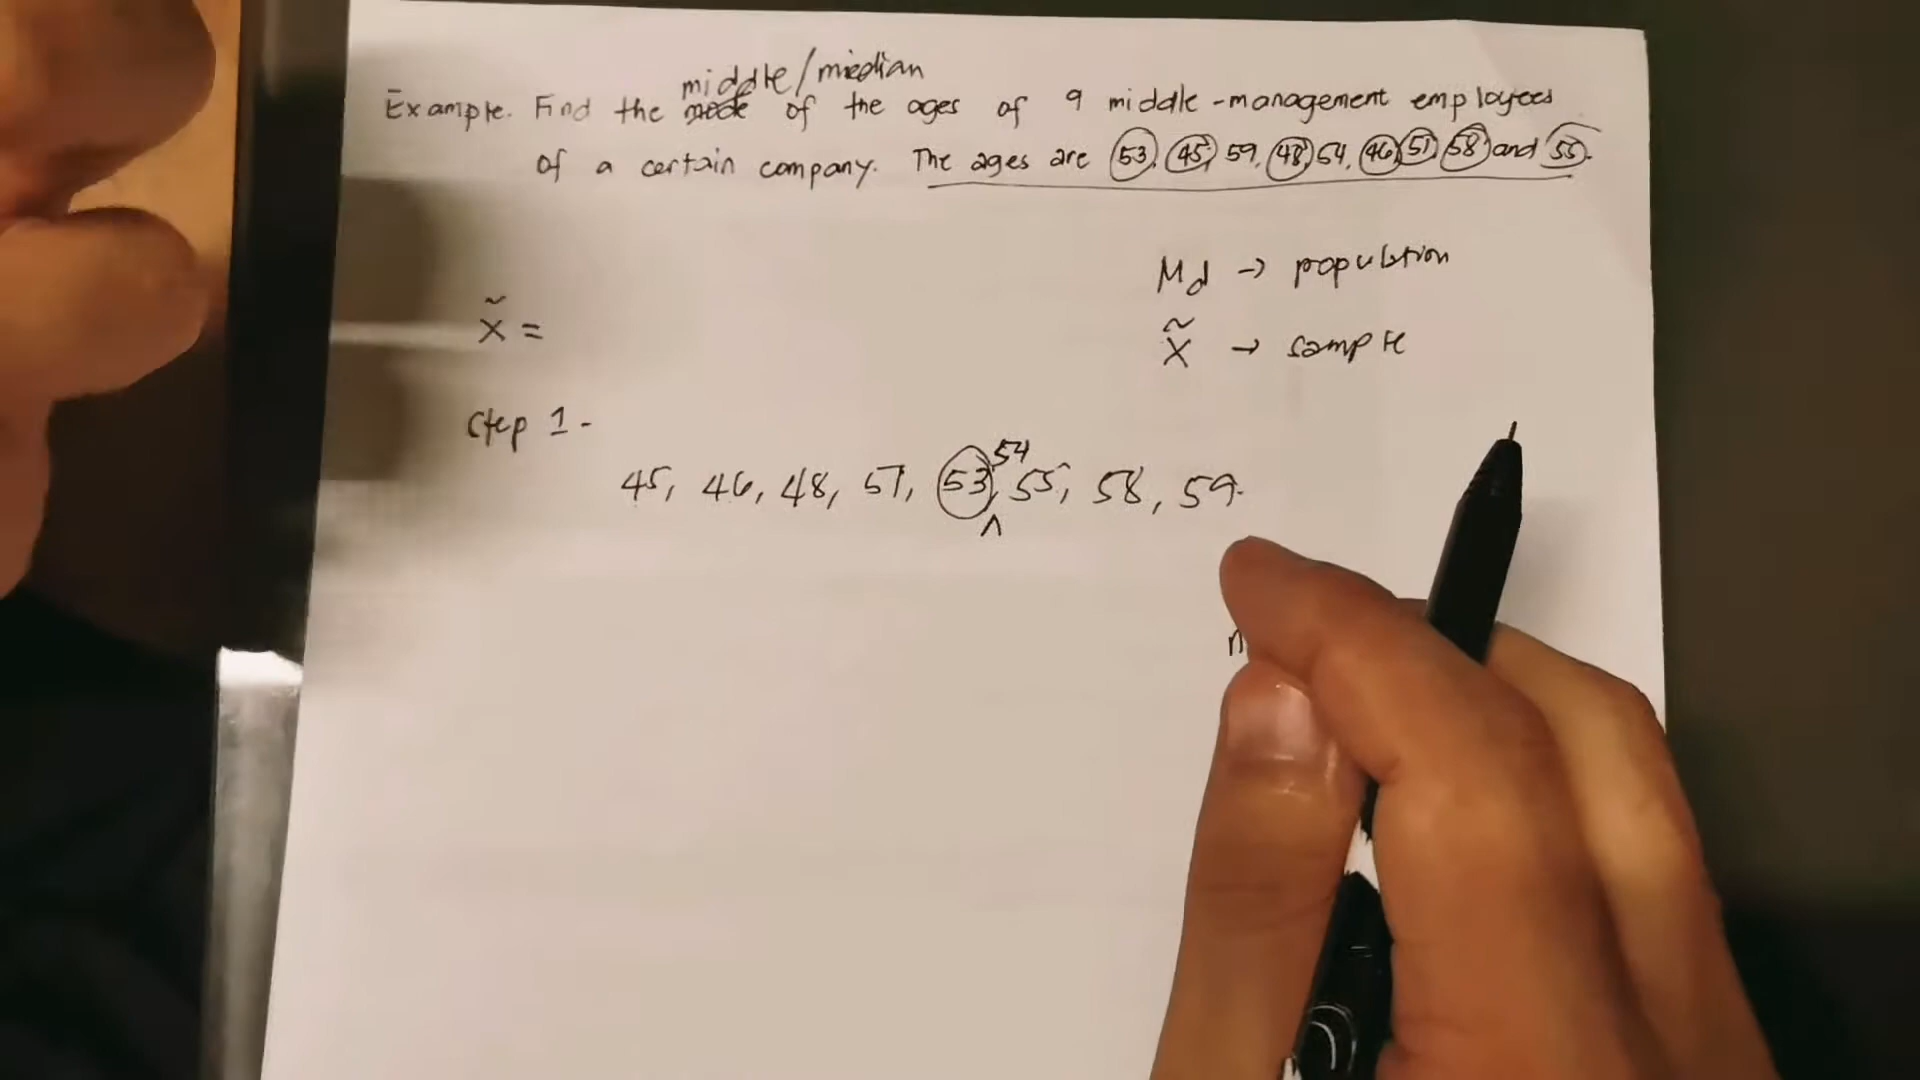 middle/median
Example. Find the mode of the ages of 9 middle-management employees
of a certain company. The ages are 53, 45, 59, 48, 54, 46, 51, 58 and 55.
Md → population
x̃ =
x̃ → sample
Step 1 -
54
45, 46, 48, 51, 53, 55, 58, 59.
^
n